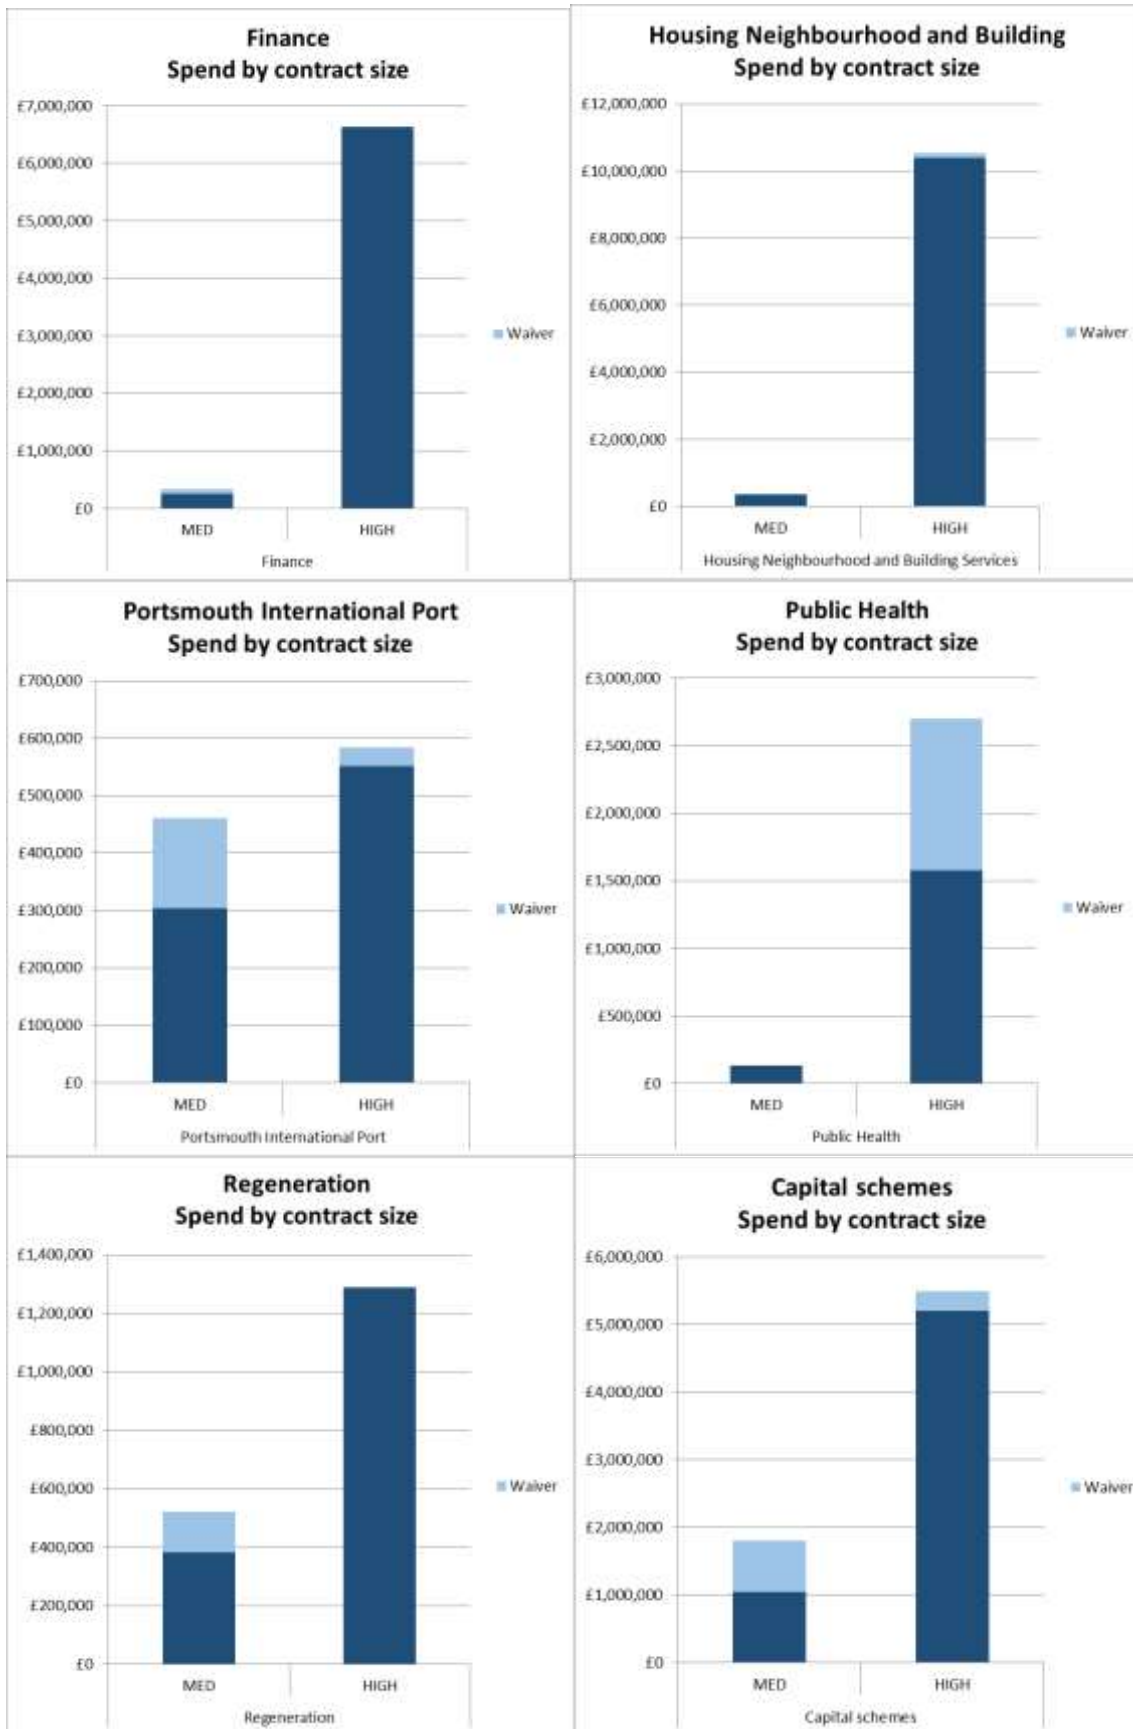 Finance
Spend by contract size
£7,000,000
£6,000,000
£5,000,000
£4,000,000
£3,000,000
£2,000,000
£1,000,000
£0
MED
HIGH
Finance
Waiver
Housing Neighbourhood and Building
Spend by contract size
£12,000,000
£10,000,000
£8,000,000
£6,000,000
£4,000,000
£2,000,000
£0
MED
HIGH
Housing Neighbourhood and Building Services
Waiver
Portsmouth International Port
Spend by contract size
£700,000
£600,000
£500,000
£400,000
£300,000
£200,000
£100,000
£0
MED
HIGH
Portsmouth International Port
Waiver
Public Health
Spend by contract size
£3,000,000
£2,500,000
£2,000,000
£1,500,000
£1,000,000
£500,000
£0
MED
HIGH
Public Health
Waiver
Regeneration
Spend by contract size
£1,400,000
£1,200,000
£1,000,000
£800,000
£600,000
£400,000
£200,000
£0
MED
HIGH
Regeneration
Waiver
Capital schemes
Spend by contract size
£6,000,000
£5,000,000
£4,000,000
£3,000,000
£2,000,000
£1,000,000
£0
MED
HIGH
Capital schemes
Waiver